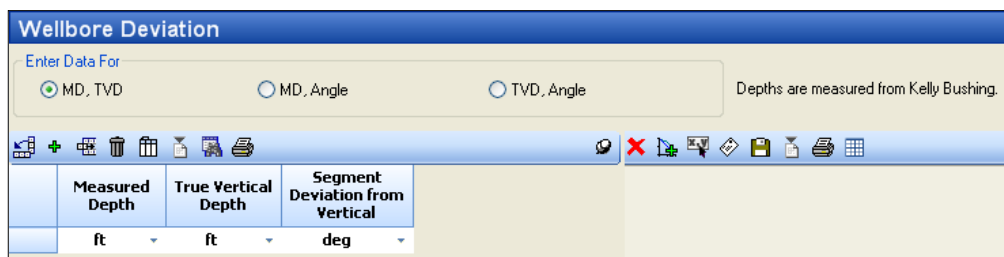 Wellbore Deviation
Enter Data For
MD, TVD MD, Angle TVD, Angle Depths are measured from Kelly Bushing.
Measured Depth True Vertical Depth Segment Deviation from Vertical
ft ft deg